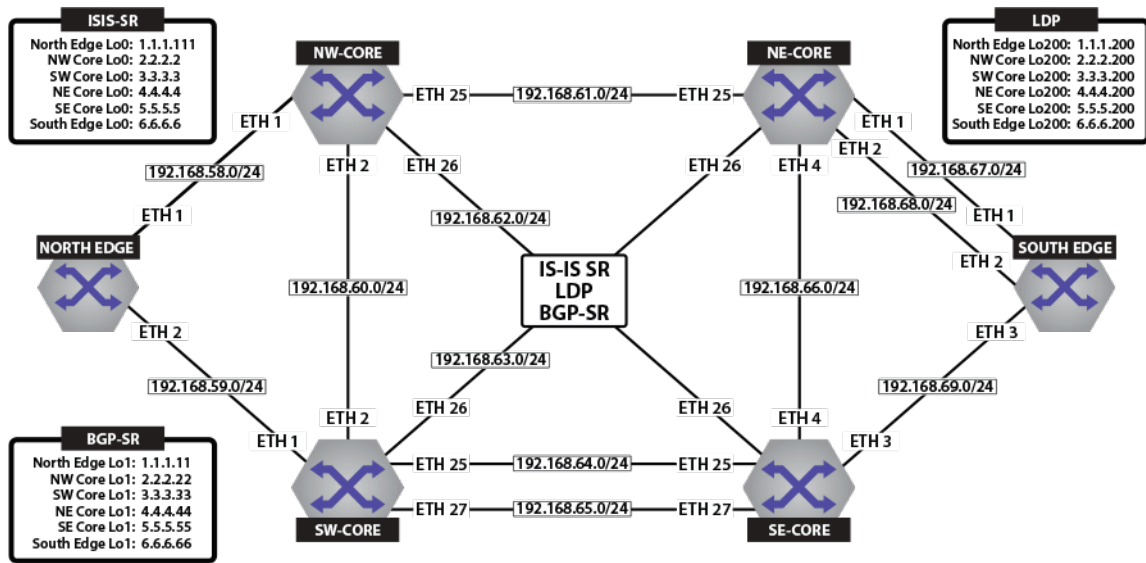 ISIS-SR
North Edge Lo0: 1.1.1.111
NW Core Lo0: 2.2.2.2
SW Core Lo0: 3.3.3.3
NE Core Lo0: 4.4.4.4
SE Core Lo0: 5.5.5.5
South Edge Lo0: 6.6.6.6
NW-CORE
NE-CORE
LDP
North Edge Lo200: 1.1.1.200
NW Core Lo200: 2.2.2.200
SW Core Lo200: 3.3.3.200
NE Core Lo200: 4.4.4.200
SE Core Lo200: 5.5.5.200
South Edge Lo200: 6.6.6.200
ETH 25
192.168.61.0/24
ETH 25
ETH 1
ETH 1
ETH 2
ETH 26
ETH 26
ETH 4
ETH 2
192.168.58.0/24
192.168.67.0/24
192.168.68.0/24
192.168.62.0/24
ETH 1
ETH 1
NORTH EDGE
SOUTH EDGE
ETH 2
IS-IS SR
LDP
BGP-SR
192.168.60.0/24
192.168.66.0/24
ETH 2
ETH 3
192.168.63.0/24
192.168.59.0/24
192.168.69.0/24
ETH 2
ETH 26
ETH 26
ETH 4
ETH 1
ETH 3
BGP-SR
North Edge Lo1: 1.1.1.11
NW Core Lo1: 2.2.2.22
SW Core Lo1: 3.3.3.33
NE Core Lo1: 4.4.4.44
SE Core Lo1: 5.5.5.55
South Edge Lo1: 6.6.6.66
ETH 25
192.168.64.0/24
ETH 25
ETH 27
192.168.65.0/24
ETH 27
SW-CORE
SE-CORE